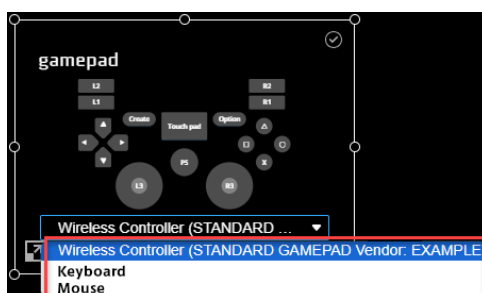 gamepad
L2 R2
L1 R1
Create Touch pad Option
PS X
L3 R3
Wireless Controller (STANDARD ...
Wireless Controller (STANDARD GAMEPAD Vendor: EXAMPLE
Keyboard
Mouse